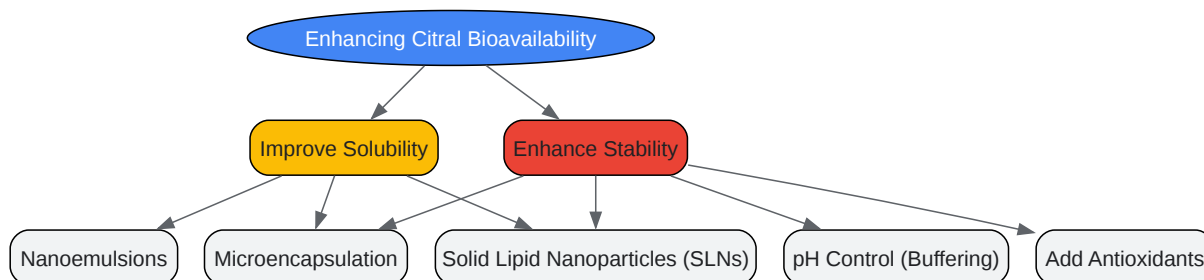 Enhancing Citral Bioavailability
Improve Solubility
Enhance Stability
Nanoemulsions
Microencapsulation
Solid Lipid Nanoparticles (SLNs)
pH Control (Buffering)
Add Antioxidants